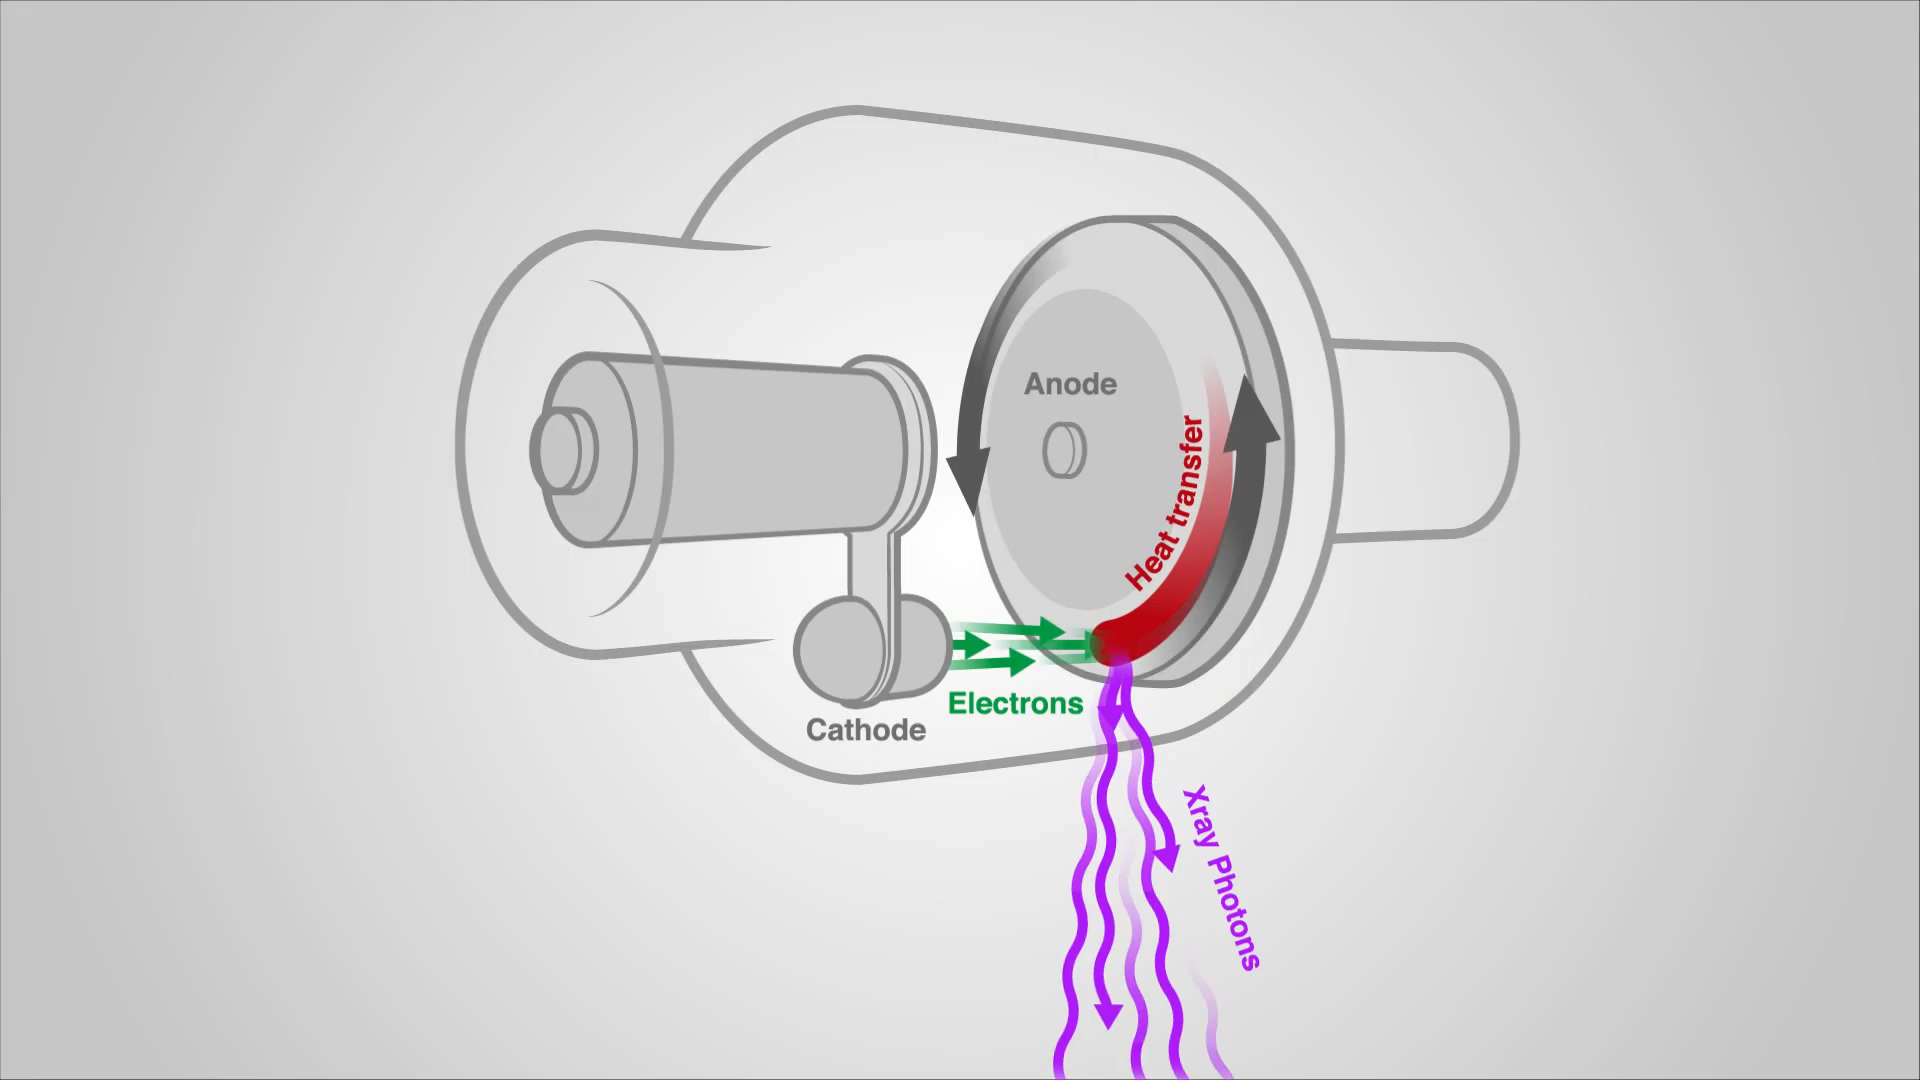 Anode
Heat transfer
Electrons
Cathode
Xray Photons